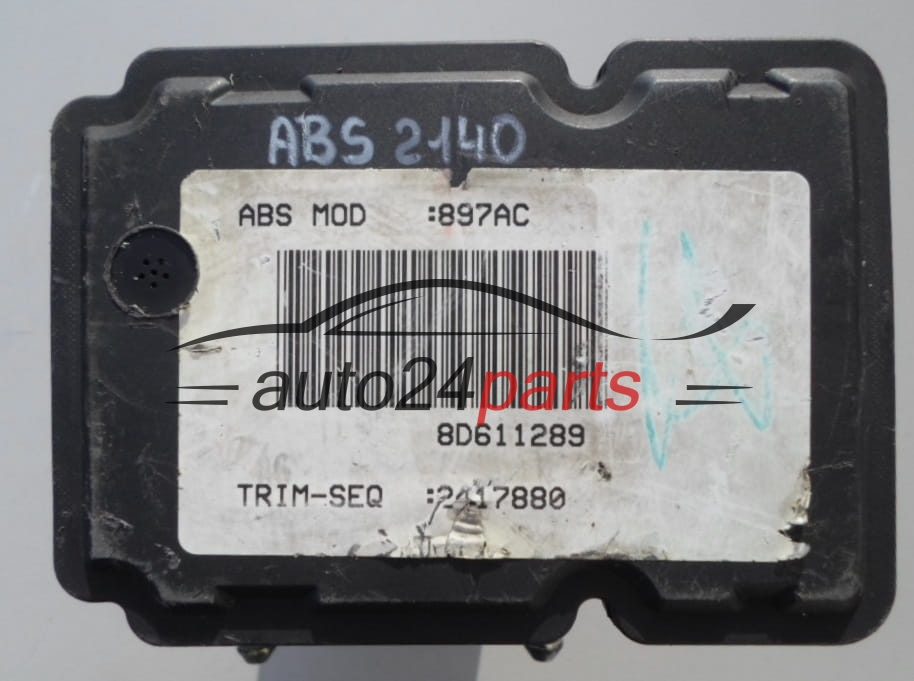 ABS 2140
ABS MOD :897AC
auto24parts
8D611289
TRIM-SEQ :2417880